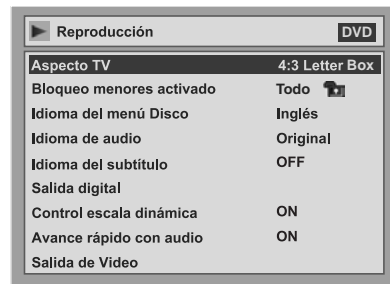 Reproducción DVD
Aspecto TV 4:3 Letter Box
Bloqueo menores activado Todo
Idioma del menú Disco Inglés
Idioma de audio Original
Idioma del subtítulo OFF
Salida digital
Control escala dinámica ON
Avance rápido con audio ON
Salida de Video